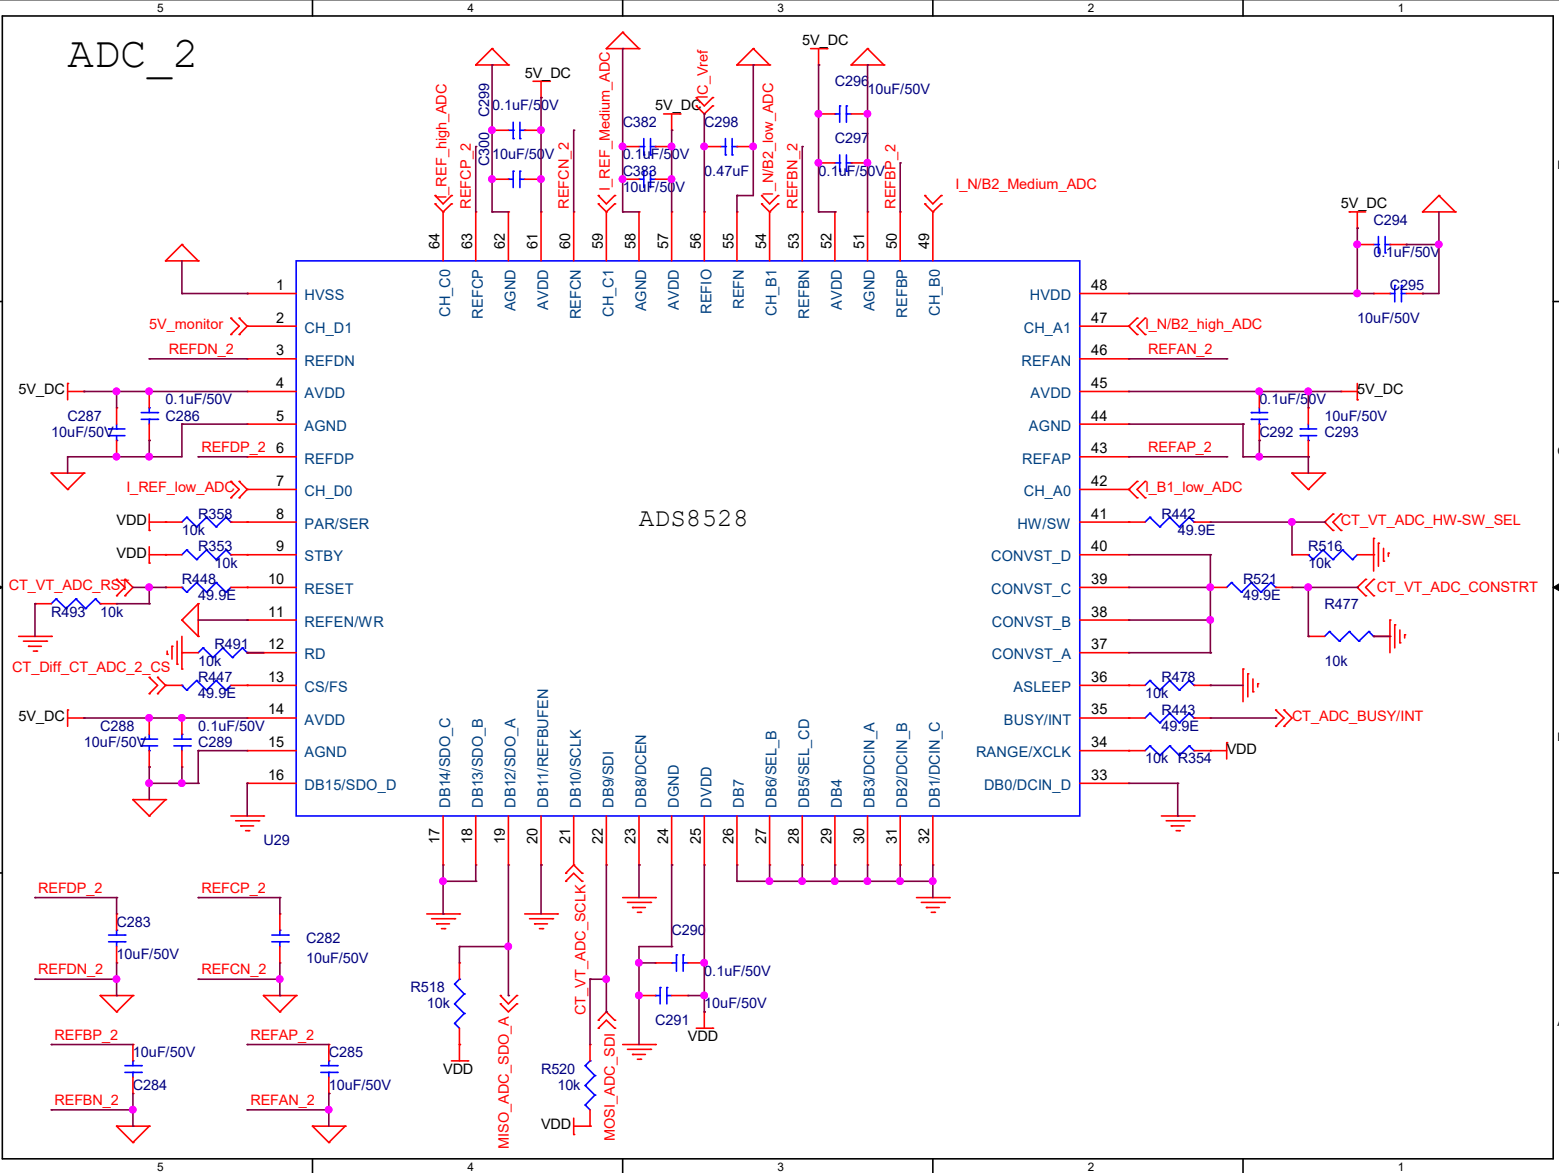 5 4 3 2 1
ADC_2
I_REF_high_ADC
REFCP_2
C299
0.1uF/50V
C300
10uF/50V
5V_DC
REFCN_2
I_REF_Medium_ADC
C382
0.1uF/50V
C383
10uF/50V
5V_DC
IC_Vref
C298
0.47uF
I_N/B2_low_ADC
REFBN_2
5V_DC
C296
10uF/50V
C297
0.1uF/50V
REFBP_2
I_N/B2_Medium_ADC
5V_DC
C294
0.1uF/50V
C295
10uF/50V
64 63 62 61 60 59 58 57 56 55 54 53 52 51 50 49
CH_C0 REFCP AGND AVDD REFCN CH_C1 AGND AVDD REFIO REFN CH_B1 REFBN AVDD AGND REFBP CH_B0
1 HVSS
5V_monitor 2 CH_D1
REFDN_2 3 REFDN
5V_DC 4 AVDD
0.1uF/50V
C287 C286
10uF/50V
5 AGND
REFDP_2 6 REFDP
I_REF_low_ADC 7 CH_D0
VDD R358 10k 8 PAR/SER
VDD R353 10k 9 STBY
CT_VT_ADC_RST R448 49.9E 10 RESET
R493 10k
11 REFEN/WR
R491 10k 12 RD
CT_Diff_CT_ADC_2_CS R447 49.9E 13 CS/FS
5V_DC 14 AVDD
C288 0.1uF/50V
10uF/50V C289
15 AGND
16 DB15/SDO_D
U29
ADS8528
HVDD 48
CH_A1 47 I_N/B2_high_ADC
REFAN 46 REFAN_2
AVDD 45 5V_DC
0.1uF/50V 10uF/50V
C292 C293
AGND 44
REFAP 43 REFAP_2
CH_A0 42 I_B1_low_ADC
HW/SW 41 R442 49.9E CT_VT_ADC_HW-SW_SEL
R516 10k
CONVST_D 40
CONVST_C 39 R521 49.9E CT_VT_ADC_CONSTRT
R477
10k
CONVST_B 38
CONVST_A 37
ASLEEP 36 R478 10k
BUSY/INT 35 R443 49.9E CT_ADC_BUSY/INT
RANGE/XCLK 34 10k R354 VDD
DB0/DCIN_D 33
DB14/SDO_C DB13/SDO_B DB12/SDO_A DB11/REFBUFEN DB10/SCLK DB9/SDI DB8/DCEN DGND DVDD DB7 DB6/SEL_B DB5/SEL_CD DB4 DB3/DCIN_A DB2/DCIN_B DB1/DCIN_C
17 18 19 20 21 22 23 24 25 26 27 28 29 30 31 32
REFDP_2
C283
10uF/50V
REFDN_2
REFCP_2
C282
10uF/50V
REFCN_2
REFBP_2
10uF/50V
C284
REFBN_2
REFAP_2
C285
10uF/50V
REFAN_2
R518
10k
VDD
MISO_ADC_SDO_A
CT_VT_ADC_SCLK
R520
10k
VDD
MOSI_ADC_SDI
C290
0.1uF/50V
10uF/50V
C291
VDD
5 4 3 2 1